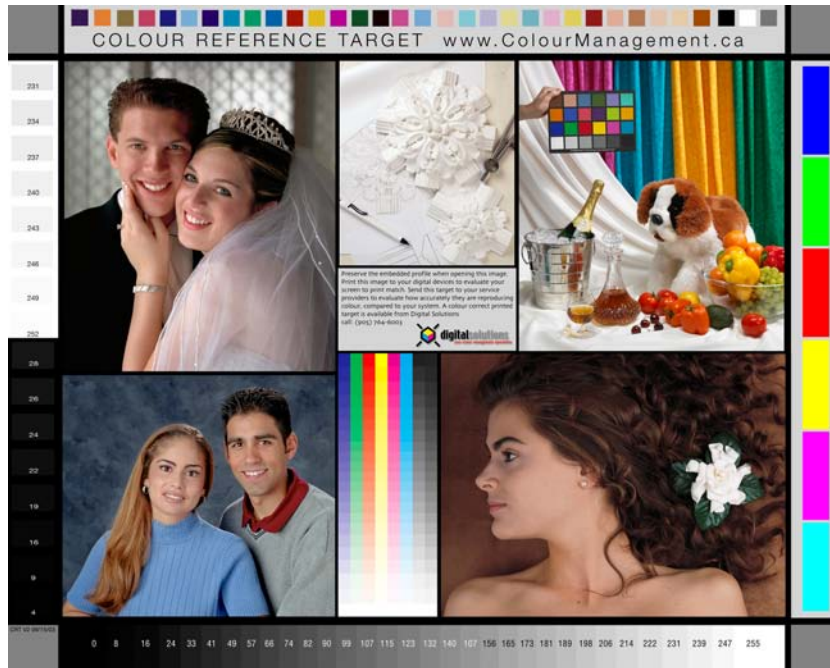 COLOUR REFERENCE TARGET www.ColourManagement.ca
231
234
237
240
243
246
249
252
28
26
24
22
19
16
9
4
Preserve the embedded profile when opening this image.
Print this image to your digital devices to evaluate your
screen to print match. Send this target to your service
providers to evaluate how accurately they are reproducing
colour, compared to your system. A colour correct printed
target is available from Digital Solutions
call: (905) 764-6003
digitalsolutions
0 8 16 24 33 41 49 57 66 74 82 90 99 107 115 123 132 140 107 156 165 173 181 189 198 206 214 222 231 239 247 255